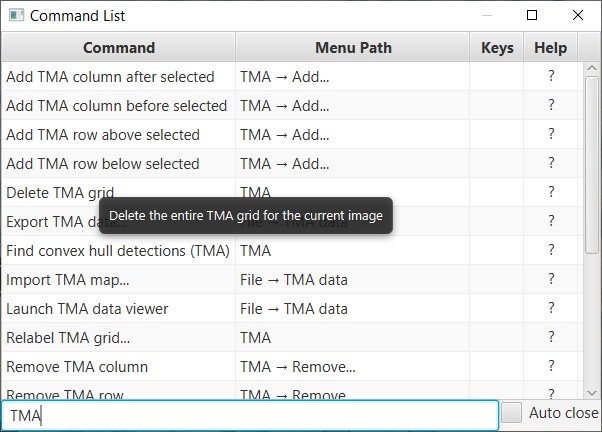 Command List
Command Menu Path Keys Help
Add TMA column after selected TMA → Add... ?
Add TMA column before selected TMA → Add... ?
Add TMA row above selected TMA → Add... ?
Add TMA row below selected TMA → Add... ?
Delete TMA grid TMA
Delete the entire TMA grid for the current image
Export TMA data... File → TMA data ?
Find convex hull detections (TMA) TMA ?
Import TMA map... File → TMA data ?
Launch TMA data viewer File → TMA data ?
Relabel TMA grid... TMA ?
Remove TMA column TMA → Remove... ?
Remove TMA row TMA → Remove ?
TMA Auto close